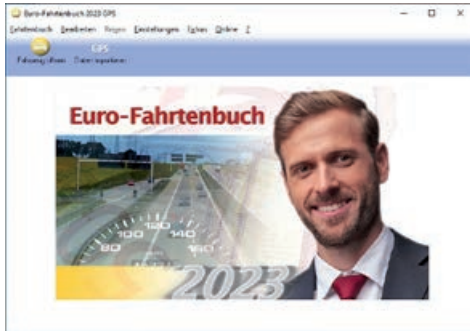 Euro-Fahrtenbuch 2023 GPS
Fahrtenbuch Bearbeiten Reisen Einstellungen Extras Online ?
GPS
Fahrzeug öffnen Daten importieren
Euro-Fahrtenbuch
80 100 120 140 160
2023